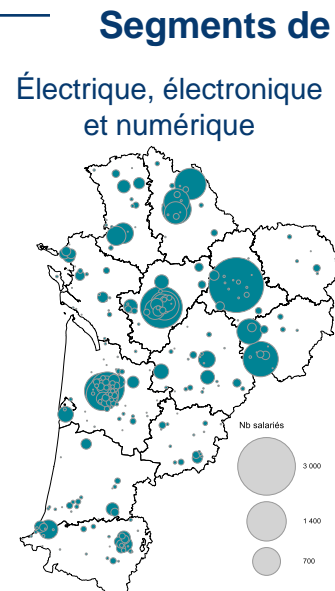 Segments de
Électrique, électronique
et numérique
Nb salariés
3 000
1 400
700